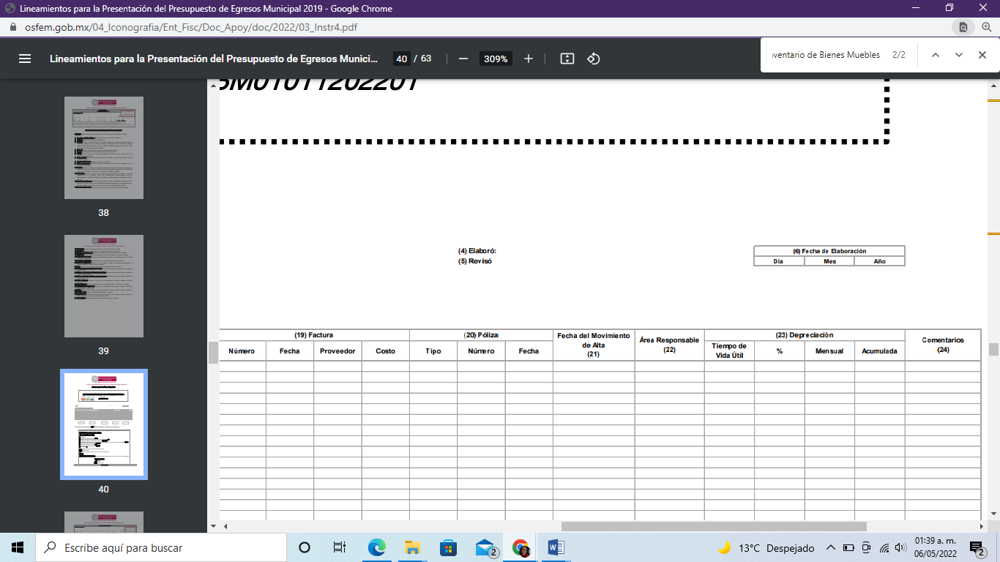 Lineamientos para la Presentación del Presupuesto de Egresos Municipal 2019 - Google Chrome
osfem.gob.mx/04_Iconografia/Ent_Fisc/Doc_Apoy/doc/2022/03_Instr4.pdf
Lineamientos para la Presentación del Presupuesto de Egresos Munici... 40 / 63 309%
ventario de Bienes Muebles 2/2
38
39
40
BM01011202201
(4) Elaboró:
(5) Revisó
(6) Fecha de Elaboración
Día Mes Año
(19) Factura (20) Póliza Fecha del Movimiento de Alta (21) Área Responsable (22) (23) Depreciación Comentarios (24)
Número Fecha Proveedor Costo Tipo Número Fecha Tiempo de Vida Útil % Mensual Acumulada
Escribe aquí para buscar
2
13°C Despejado
01:39 a. m.
06/05/2022
2